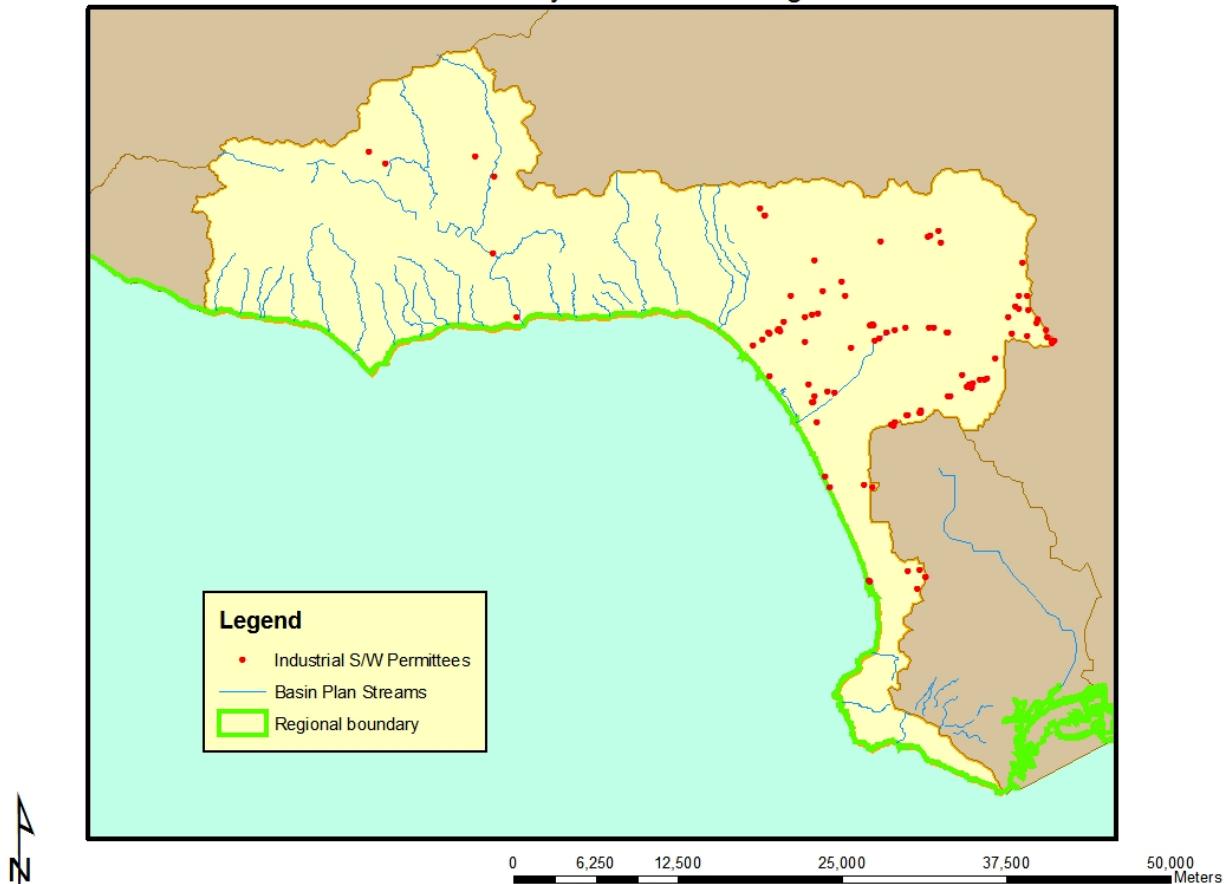 Legend
Industrial S/W Permittees
Basin Plan Streams
Regional boundary
N
0 6,250 12,500 25,000 37,500 50,000
Meters